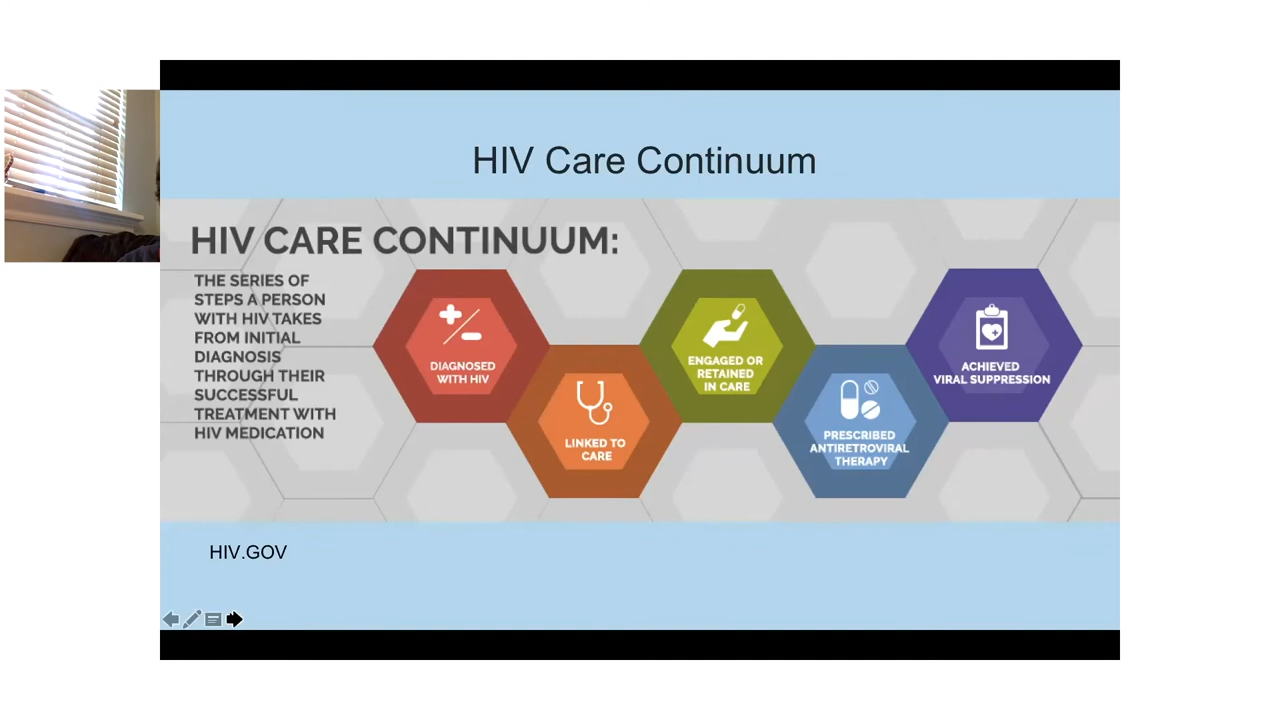 HIV Care Continuum
HIV CARE CONTINUUM:
THE SERIES OF
STEPS A PERSON
WITH HIV TAKES
FROM INITIAL
DIAGNOSIS
THROUGH THEIR
SUCCESSFUL
TREATMENT WITH
HIV MEDICATION
DIAGNOSED
WITH HIV
LINKED TO
CARE
ENGAGED OR
RETAINED
IN CARE
PRESCRIBED
ANTIRETROVIRAL
THERAPY
ACHIEVED
VIRAL SUPPRESSION
HIV.GOV